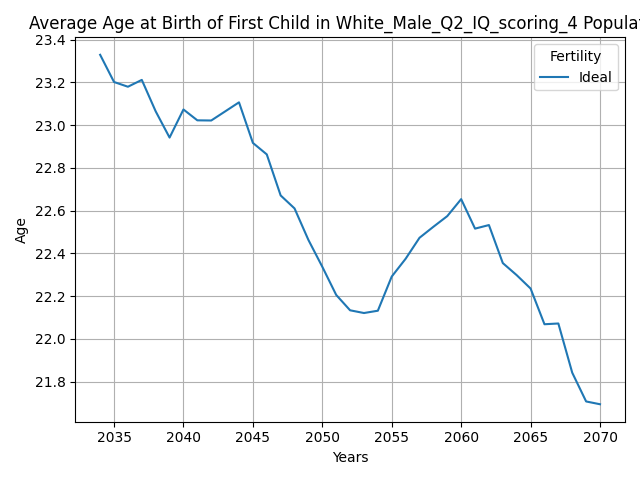 Average Age at Birth of First Child in White_Male_Q2_IQ_scoring_4 Populat
Fertility
Ideal
23.4
23.2
23.0
22.8
22.6
22.4
22.2
22.0
21.8
Age
2035 2040 2045 2050 2055 2060 2065 2070
Years